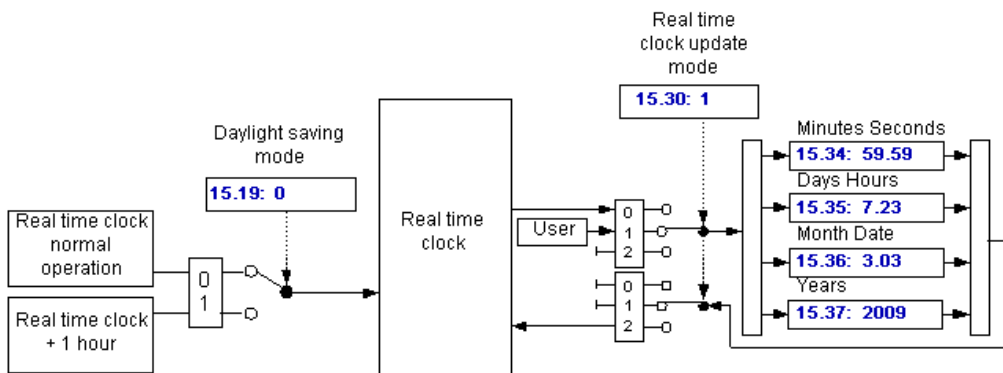 Real time
clock update
mode
15.30: 1
Daylight saving
mode
15.19: 0
Real time clock
normal
operation
0
1
Real time clock
+ 1 hour
Real time
clock
User
0
1
2
0
1
2
Minutes Seconds
15.34: 59.59
Days Hours
15.35: 7.23
Month Date
15.36: 3.03
Years
15.37: 2009